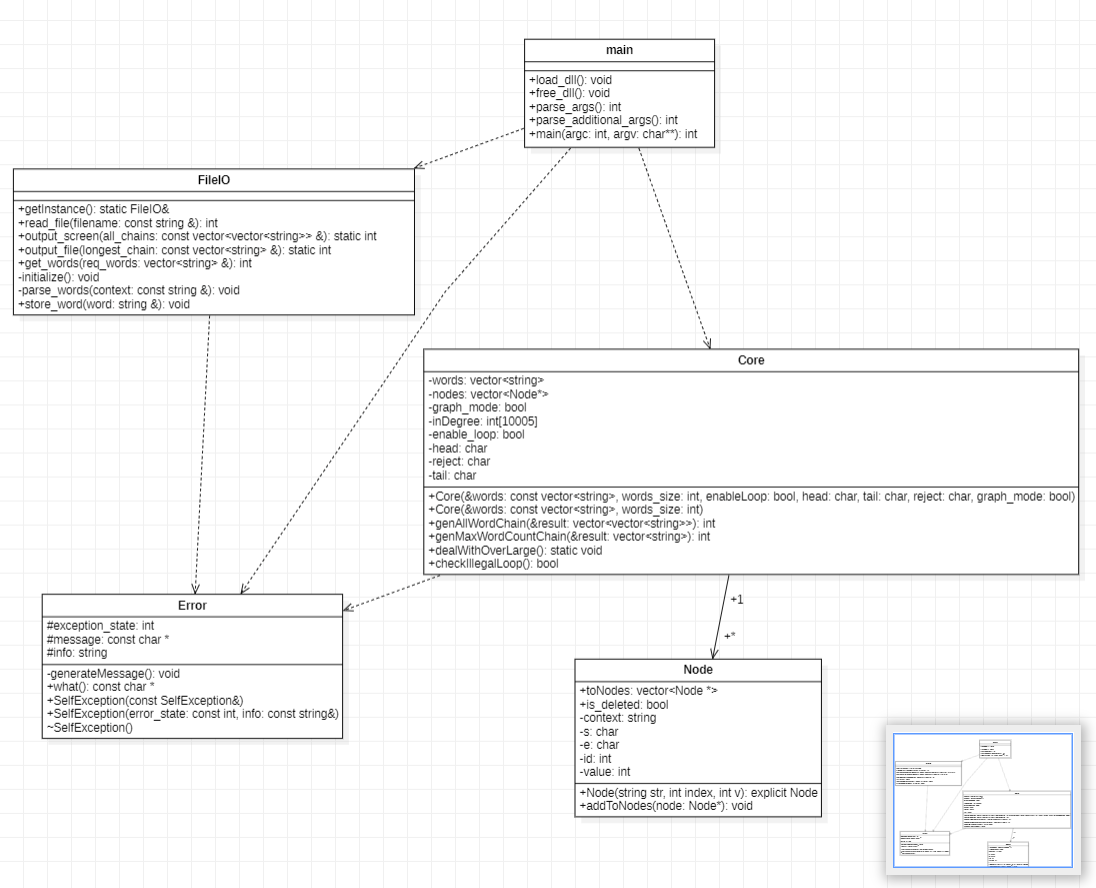 main
+load_dll(): void
+free_dll(): void
+parse_args(): int
+parse_additional_args(): int
+main(argc: int, argv: char**): int
FileIO
+getInstance(): static FileIO&
+read_file(filename: const string &): int
+output_screen(all_chains: const vector<vector<string>> &): static int
+output_file(longest_chain: const vector<string> &): static int
+get_words(req_words: vector<string> &): int
-initialize(): void
-parse_words(context: const string &): void
+store_word(word: string &): void
Core
-words: vector<string>
-nodes: vector<Node*>
-graph_mode: bool
-inDegree: int[10005]
-enable_loop: bool
-head: char
-reject: char
-tail: char
+Core(&words: const vector<string>, words_size: int, enableLoop: bool, head: char, tail: char, reject: char, graph_mode: bool)
+Core(&words: const vector<string>, words_size: int)
+genAllWordChain(&result: vector<vector<string>>): int
+genMaxWordCountChain(&result: vector<string>): int
+dealWithOverLarge(): static void
+checkIllegalLoop(): bool
+1
+*
Error
#exception_state: int
#message: const char *
#info: string
-generateMessage(): void
+what(): const char *
+SelfException(const SelfException&)
+SelfException(error_state: const int, info: const string&)
~SelfException()
Node
+toNodes: vector<Node *>
+is_deleted: bool
-context: string
-s: char
-e: char
-id: int
-value: int
+Node(string str, int index, int v): explicit Node
+addToNodes(node: Node*): void